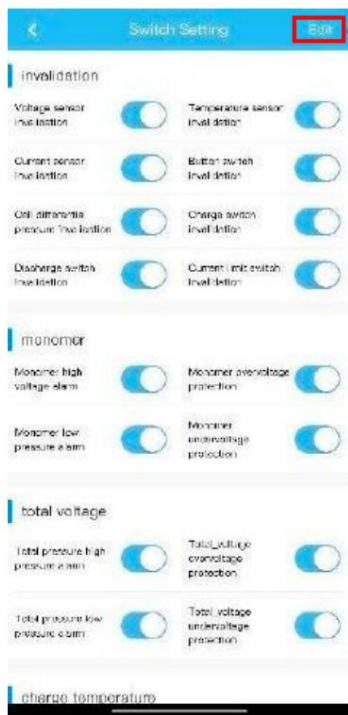 Switch Setting
Edit
invalidation
Voltage sensor
invalidation
Temperature sensor
invalidation
Current sensor
invalidation
Button switch
invalidation
Cell differential
pressure invalidation
Charge switch
invalidation
Discharge switch
invalidation
Current limit switch
invalidation
monomer
Monomer high
voltage alarm
Monomer overvoltage
protection
Monomer low
pressure alarm
Monomer
undervoltage
protection
total voltage
Total pressure high
pressure alarm
Total_voltage
overvoltage
protection
Total pressure low
pressure alarm
Total_voltage
undervoltage
protection
charge temperature